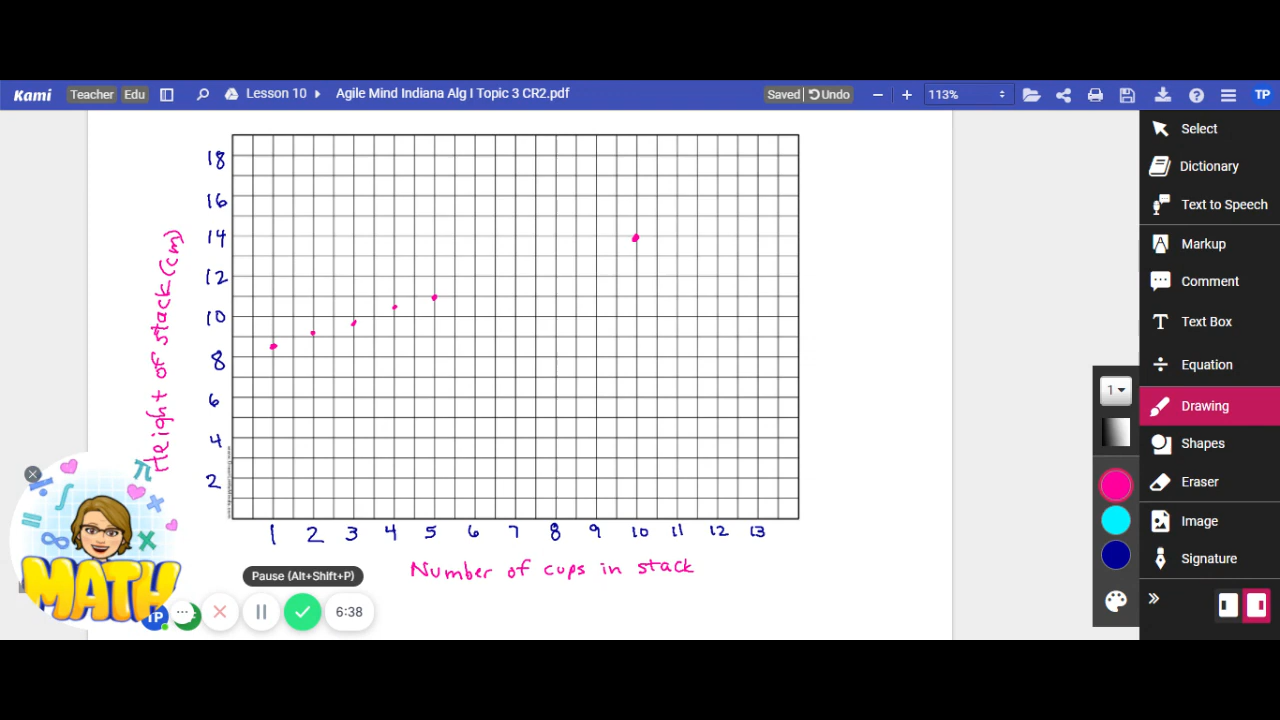 Kami Teacher Edu Lesson 10 Agile Mind Indiana Alg I Topic 3 CR2.pdf Saved Undo 113% TP
Select
Dictionary
Text to Speech
Markup
Comment
Text Box
Equation
1 Drawing
Shapes
Eraser
Image
Signature
Height of stack (cm)
18
16
14
12
10
8
6
4
2
1 2 3 4 5 6 7 8 9 10 11 12 13
Number of cups in stack
MATH
Pause (Alt+Shift+P)
TP 6:38